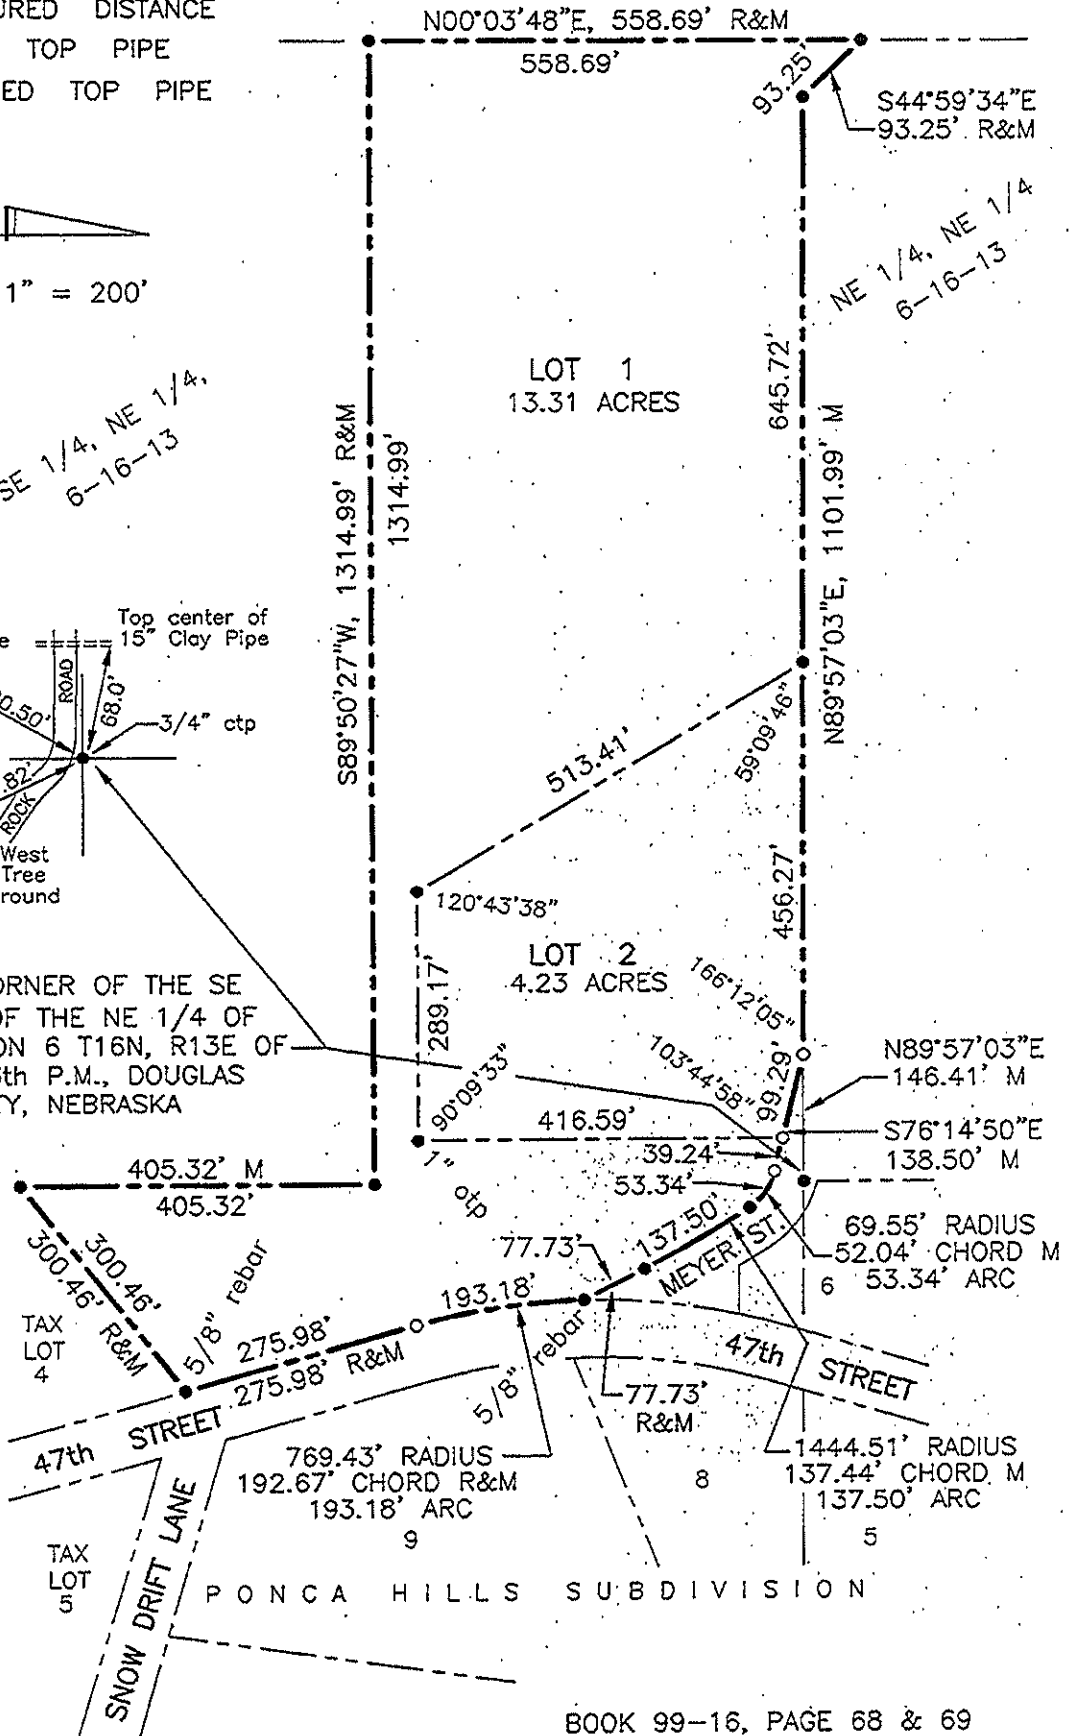 URED DISTANCE
TOP PIPE
ED TOP PIPE
N00°03'48"E, 558.69' R&M
558.69'
93.25'
S44°59'34"E
93.25' R&M
1" = 200'
NE 1/4, NE 1/4
6-16-13
LOT 1
13.31 ACRES
645.72'
SE 1/4, NE 1/4,
6-16-13
S89°50'27"W, 1314.99' R&M
1314.99'
N89°57'03"E, 1101.99' M
Top center of
15" Clay Pipe
ROAD
68.0'
0.50'
3/4" ctp
.82'
ROCK
West
Tree
round
513.41'
59°09'46"
120°43'38"
456.27'
LOT 2
4.23 ACRES
289.17'
166°12'05"
ORNER OF THE SE
OF THE NE 1/4 OF
ON 6 T16N, R13E OF
6th P.M., DOUGLAS
TY, NEBRASKA
90°09'33"
103°44'58"
99.29'
N89°57'03"E
146.41' M
416.59'
S76°14'50"E
138.50' M
1" otp
39.24'
53.34'
405.32' M
405.32'
300.46'
300.46' R&M
137.50'
77.73'
MEYER ST.
69.55' RADIUS
52.04' CHORD M
53.34' ARC
6
193.18'
5/8" rebar
275.98'
275.98' R&M
TAX
LOT
4
5/8" rebar
47th STREET
77.73'
R&M
47th STREET
769.43' RADIUS
192.67' CHORD R&M
193.18' ARC
9
8
1444.51' RADIUS
137.44' CHORD M
137.50' ARC
5
SNOW DRIFT LANE
TAX
LOT
5
PONCA HILLS SUBDIVISION
BOOK 99-16, PAGE 68 & 69